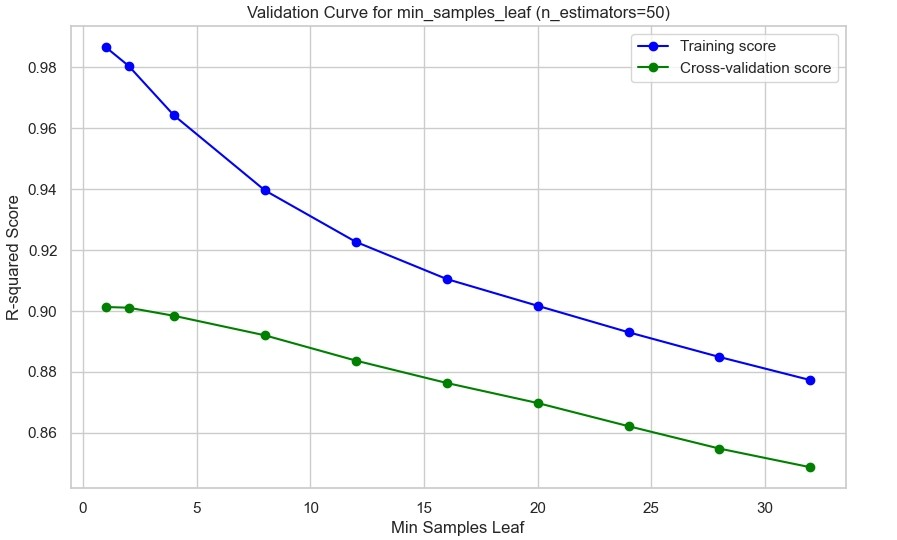 Validation Curve for min_samples_leaf (n_estimators=50)
Training score
Cross-validation score
0.98
0.96
0.94
0.92
0.90
0.88
0.86
R-squared Score
0 5 10 15 20 25 30
Min Samples Leaf